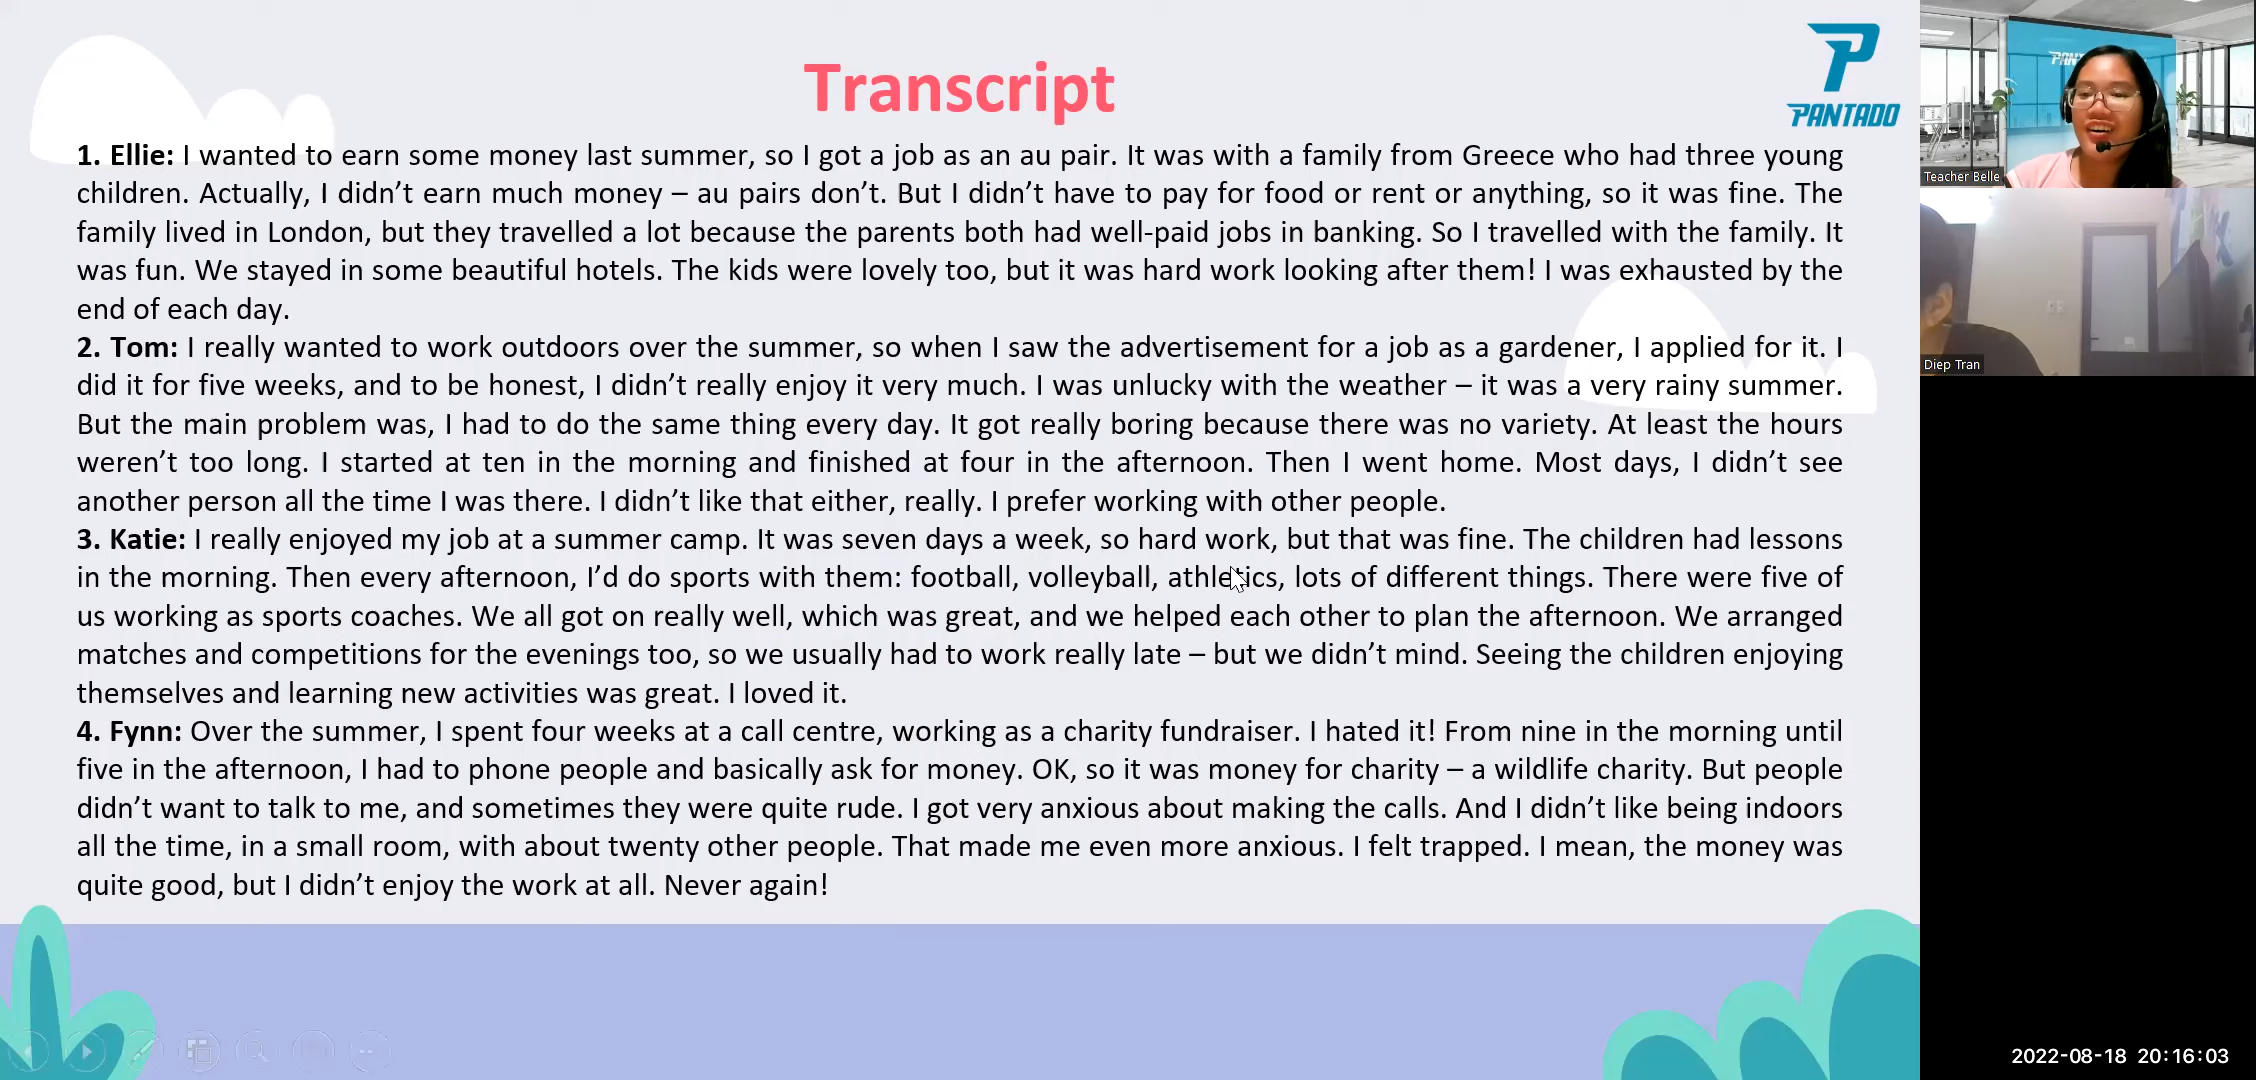 Transcript
PANTADO
1. Ellie: I wanted to earn some money last summer, so I got a job as an au pair. It was with a family from Greece who had three young
children. Actually, I didn’t earn much money – au pairs don’t. But I didn’t have to pay for food or rent or anything, so it was fine. The
family lived in London, but they travelled a lot because the parents both had well-paid jobs in banking. So I travelled with the family. It
was fun. We stayed in some beautiful hotels. The kids were lovely too, but it was hard work looking after them! I was exhausted by the
end of each day.
2. Tom: I really wanted to work outdoors over the summer, so when I saw the advertisement for a job as a gardener, I applied for it. I
did it for five weeks, and to be honest, I didn’t really enjoy it very much. I was unlucky with the weather – it was a very rainy summer.
But the main problem was, I had to do the same thing every day. It got really boring because there was no variety. At least the hours
weren’t too long. I started at ten in the morning and finished at four in the afternoon. Then I went home. Most days, I didn’t see
another person all the time I was there. I didn’t like that either, really. I prefer working with other people.
3. Katie: I really enjoyed my job at a summer camp. It was seven days a week, so hard work, but that was fine. The children had lessons
in the morning. Then every afternoon, I’d do sports with them: football, volleyball, athletics, lots of different things. There were five of
us working as sports coaches. We all got on really well, which was great, and we helped each other to plan the afternoon. We arranged
matches and competitions for the evenings too, so we usually had to work really late – but we didn’t mind. Seeing the children enjoying
themselves and learning new activities was great. I loved it.
4. Fynn: Over the summer, I spent four weeks at a call centre, working as a charity fundraiser. I hated it! From nine in the morning until
five in the afternoon, I had to phone people and basically ask for money. OK, so it was money for charity – a wildlife charity. But people
didn’t want to talk to me, and sometimes they were quite rude. I got very anxious about making the calls. And I didn’t like being indoors
all the time, in a small room, with about twenty other people. That made me even more anxious. I felt trapped. I mean, the money was
quite good, but I didn’t enjoy the work at all. Never again!
Teacher Belle
Diep Tran
2022-08-18 20:16:03